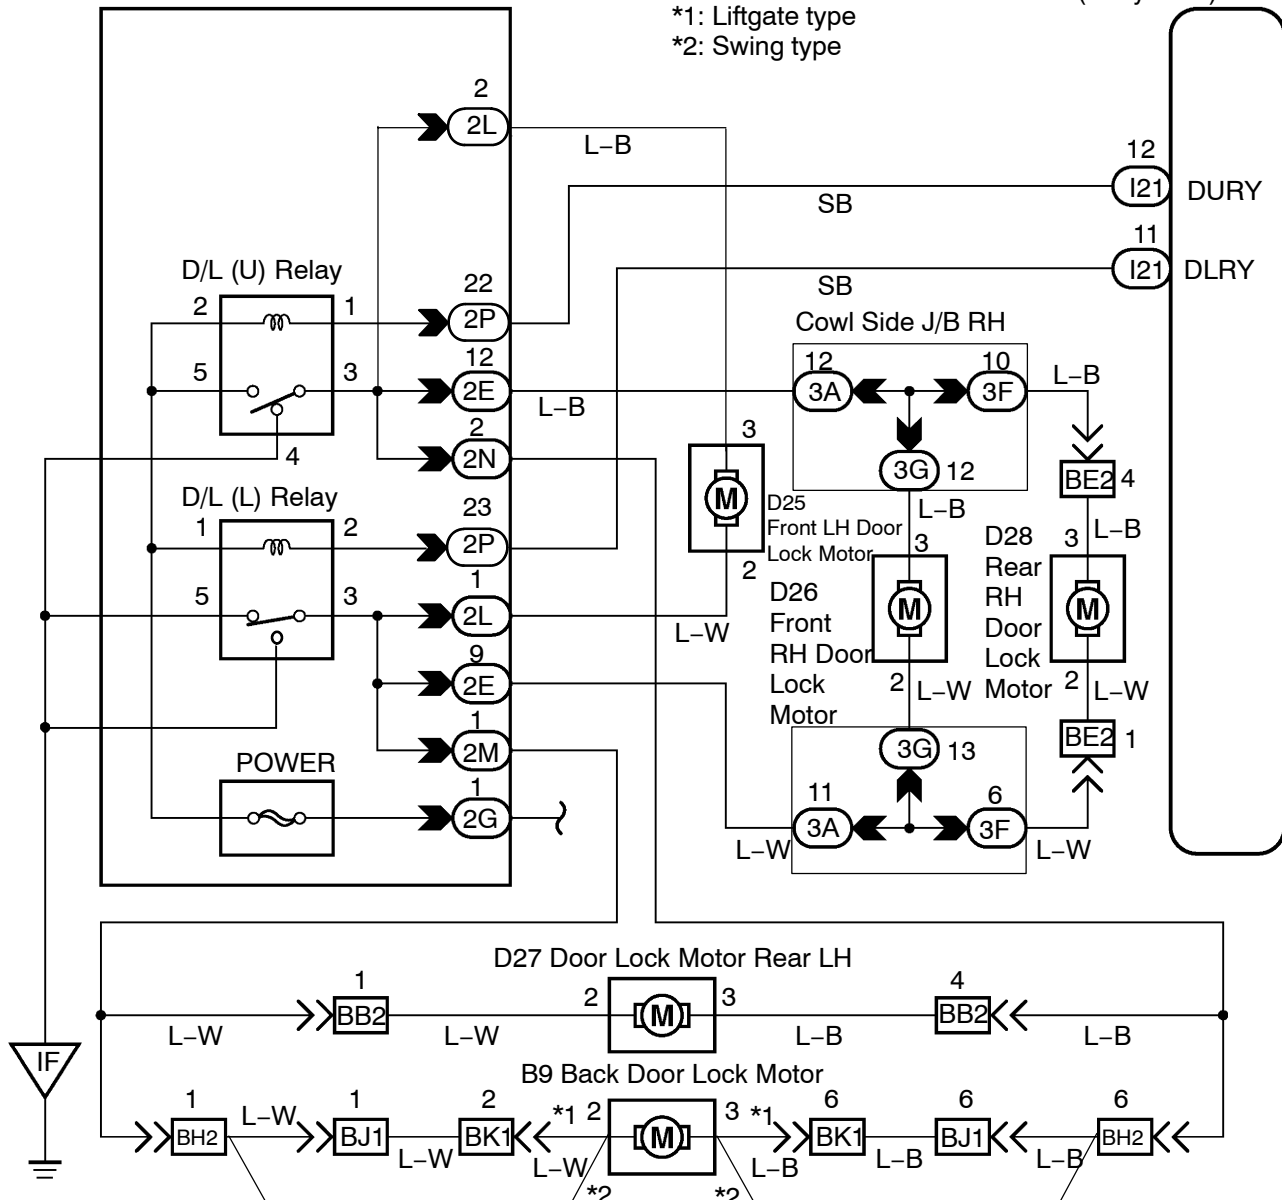 *1: Liftgate type
*2: Swing type
2
2L
L–B
12
I21 DURY
SB
11
I21 DLRY
SB
D/L (U) Relay
2 1
22
2P
5 3
12
2E
L–B
4
2
2N
Cowl Side J/B RH
12
3A
10
3F
L–B
3G 12
L–B
BE2 4
L–B
D/L (L) Relay
1 2
23
2P
5 3
1
2L
L–W
9
2E
1
2M
POWER
1
2G
3
M
D25
Front LH Door
Lock Motor
2
D26
Front
RH Door
Lock
Motor
3
M
2 L–W
D28
Rear
RH
Door
Lock
Motor
3
M
2 L–W
BE2 1
3G 13
11
3A
L–W
6
3F
L–W
D27 Door Lock Motor Rear LH
1
BB2
L–W
L–W
2 M 3
L–B
4
BB2
L–B
IF
B9 Back Door Lock Motor
1
BH2
L–W
1
BJ1
L–W
2
BK1
*1 2
L–W
*2
M
3 *1
L–B
*2
6
BK1
L–B
6
BJ1
L–B
6
BH2